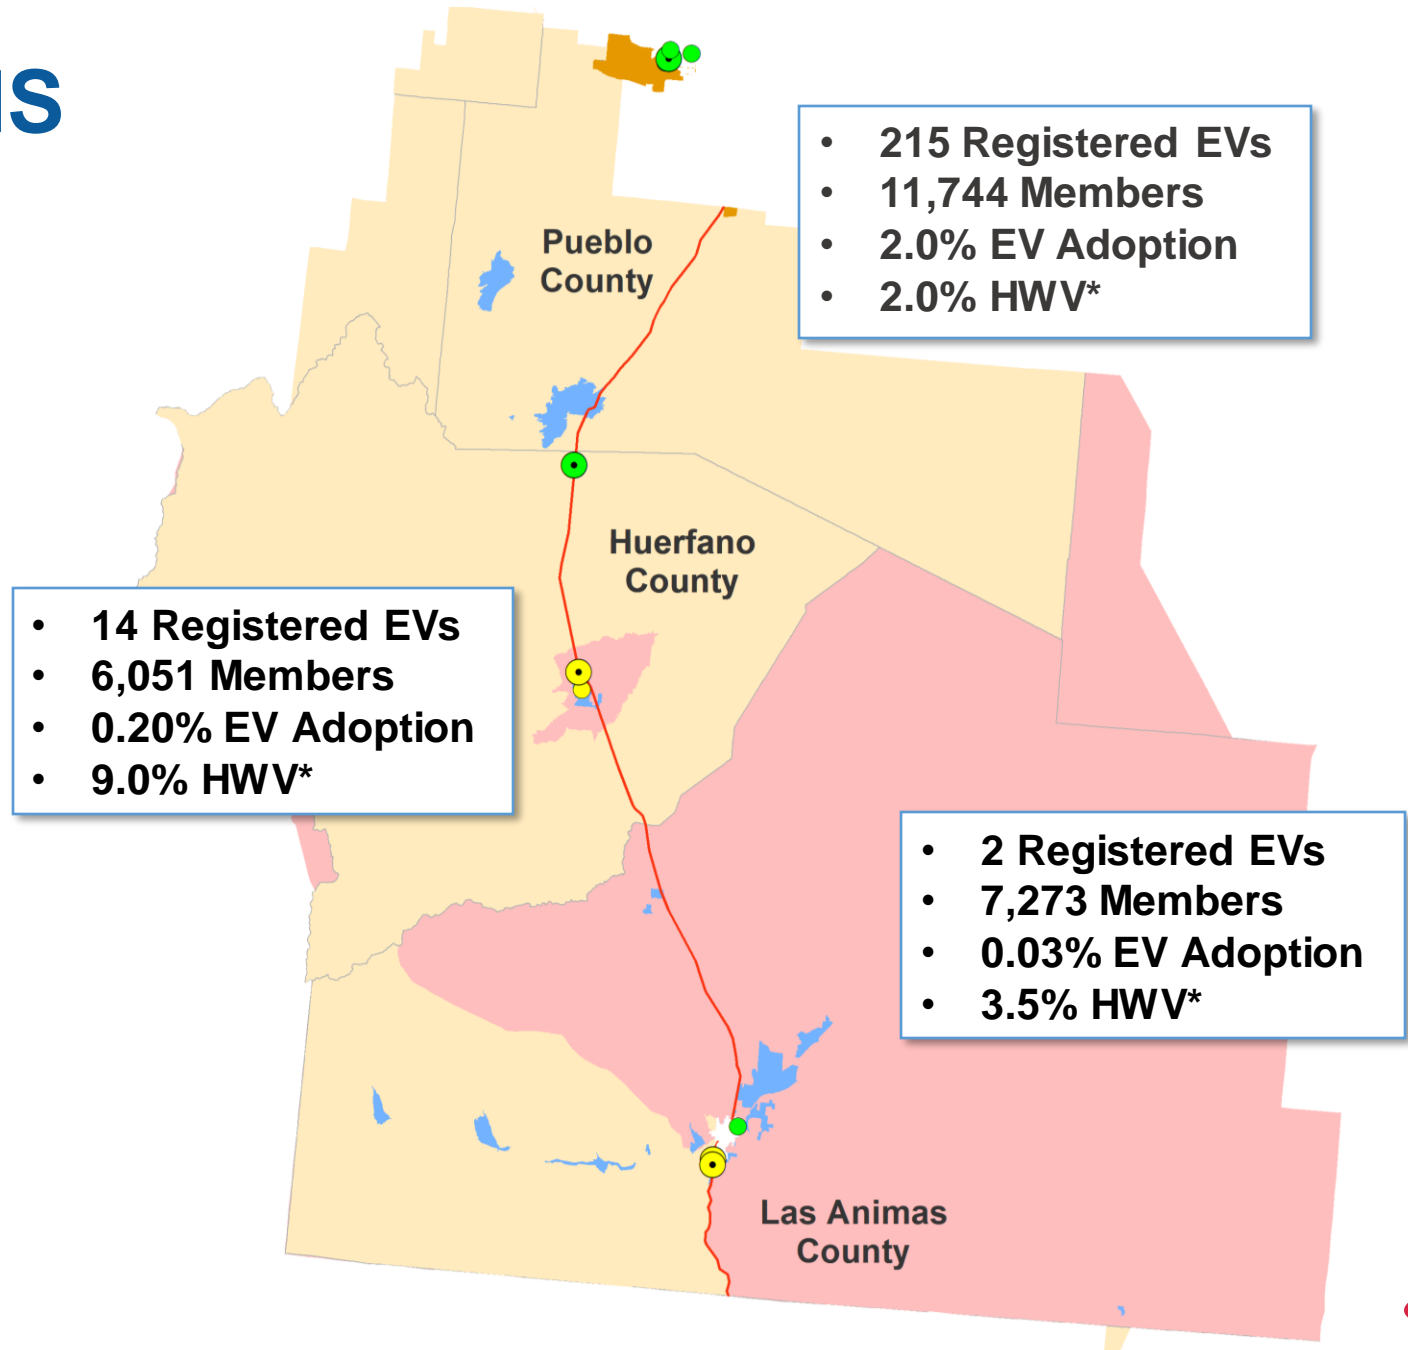 • 215 Registered EVs
• 11,744 Members
• 2.0% EV Adoption
• 2.0% HWV*
Pueblo
County
Huerfano
County
• 14 Registered EVs
• 6,051 Members
• 0.20% EV Adoption
• 9.0% HWV*
• 2 Registered EVs
• 7,273 Members
• 0.03% EV Adoption
• 3.5% HWV*
Las Animas
County